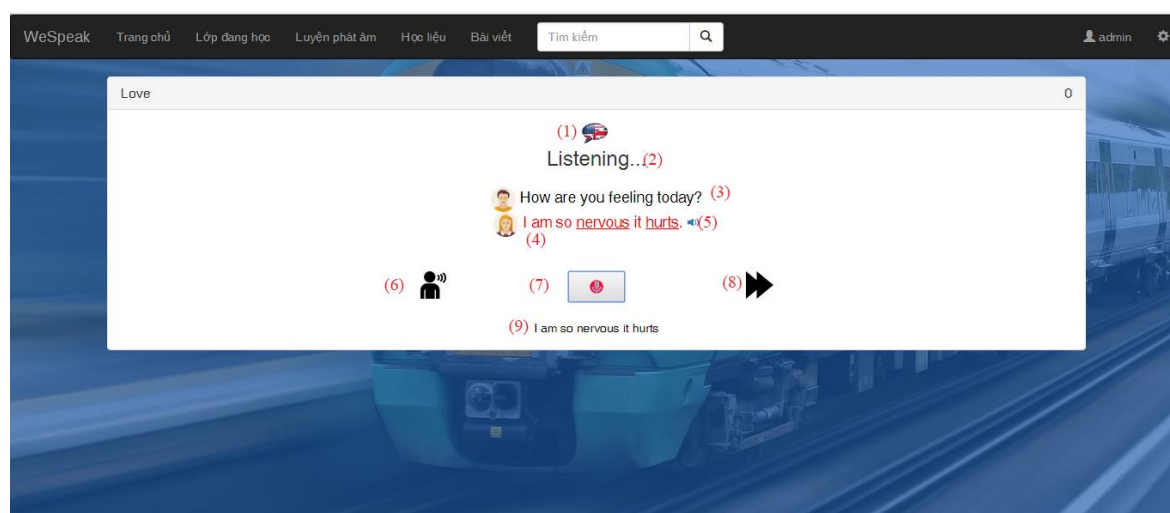 WeSpeak Trang chủ Lớp đang học Luyện phát âm Học liệu Bài viết Tìm kiếm admin
Love 0
(1)
Listening...(2)
How are you feeling today? (3)
I am so nervous it hurts. (5)
(4)
(6) (7) (8)
(9) I am so nervous it hurts